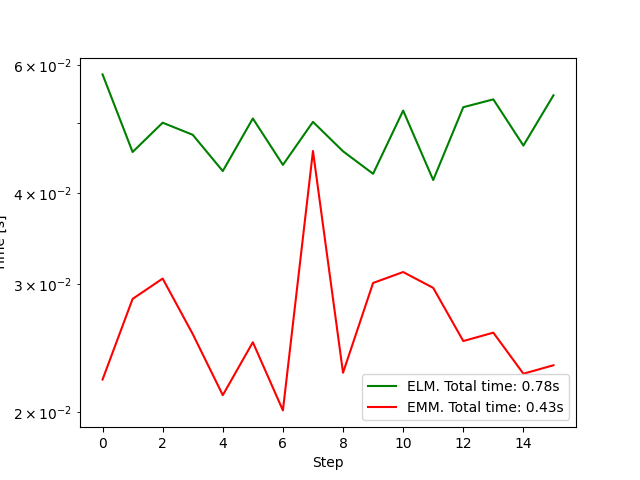 6 × 10⁻²
4 × 10⁻²
3 × 10⁻²
2 × 10⁻²
Time [s]
0 2 4 6 8 10 12 14
Step
ELM. Total time: 0.78s
EMM. Total time: 0.43s